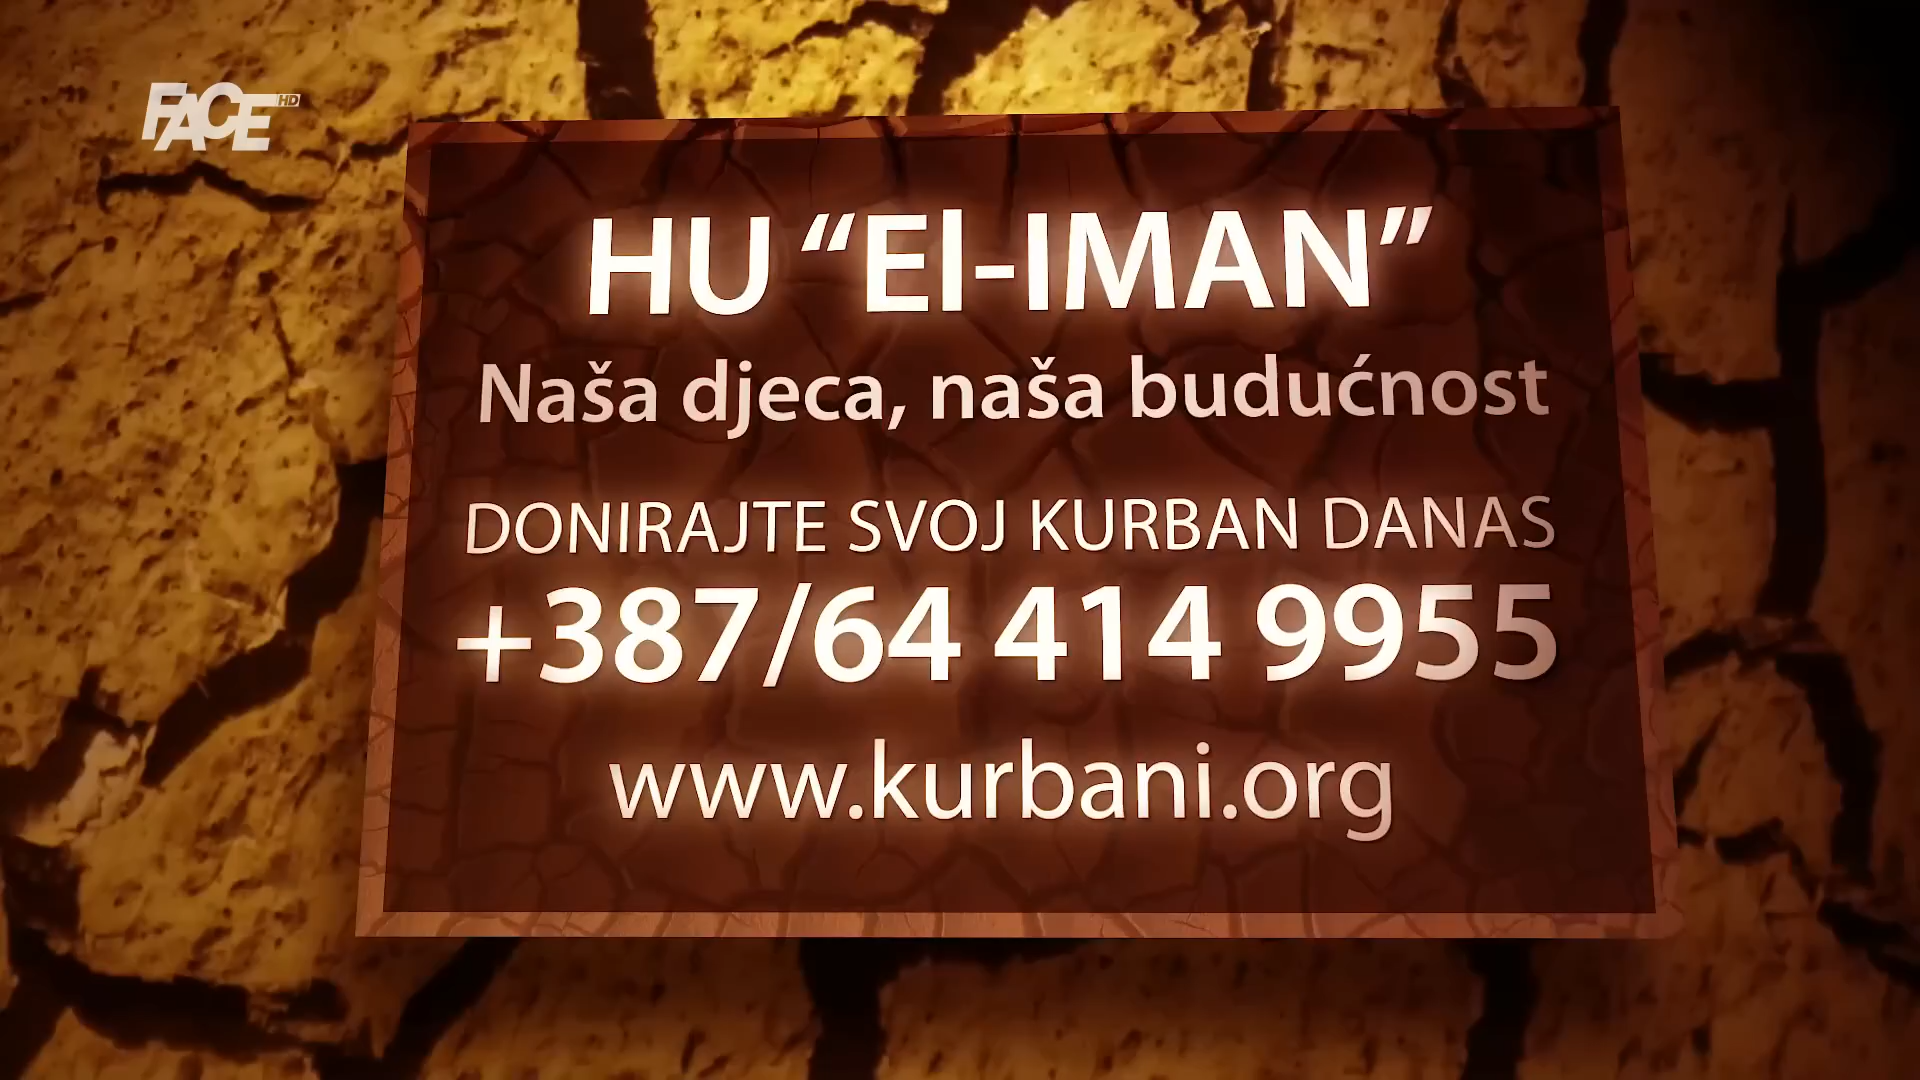 FACE HD
HU “El-IMAN”
Naša djeca, naša budućnost
DONIRAJTE SVOJ KURBAN DANAS
+387/64 414 9955
www.kurbani.org